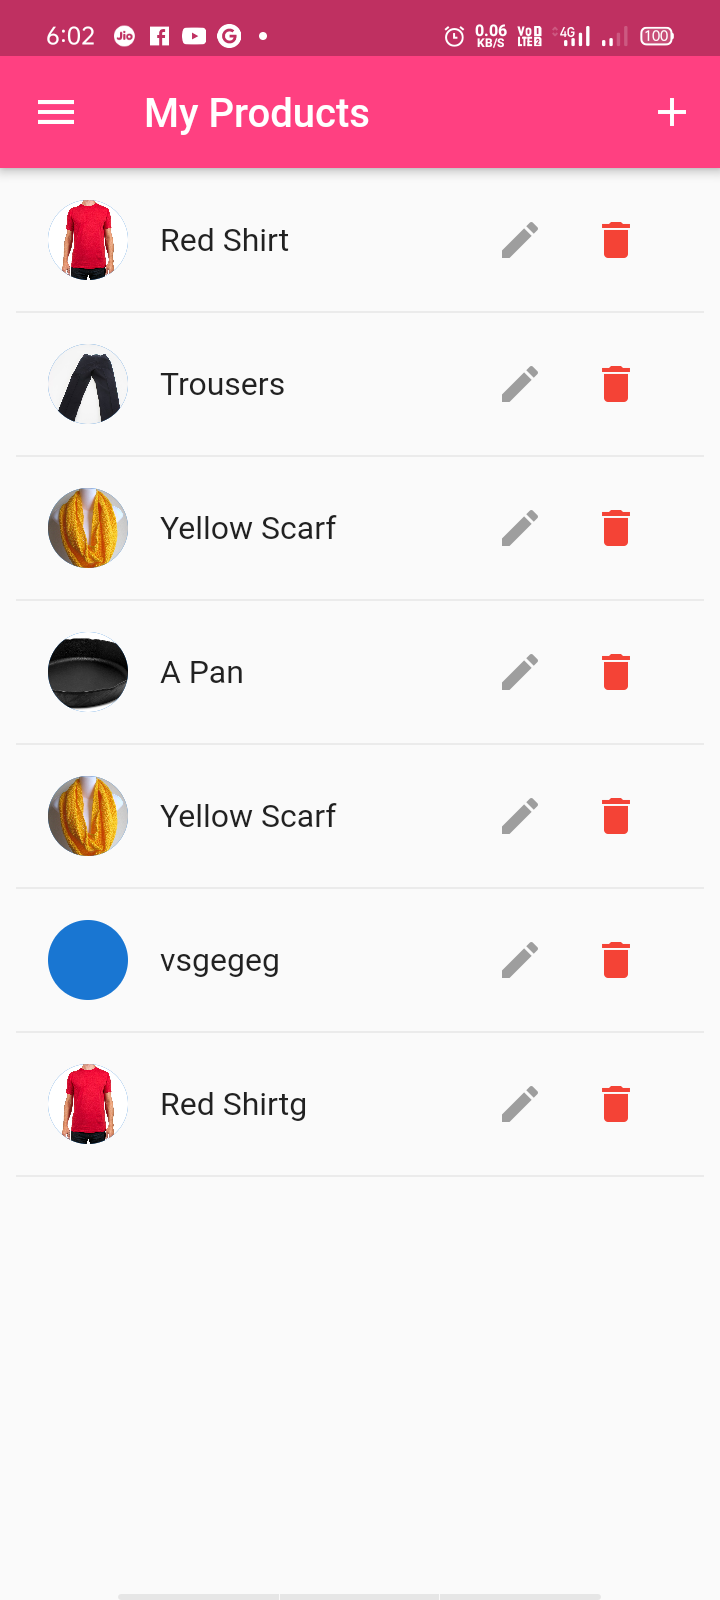 6:02 Jio G 0.06 KB/S VoD LTE2 4G 100
My Products
Red Shirt
Trousers
Yellow Scarf
A Pan
Yellow Scarf
vsgegeg
Red Shirtg